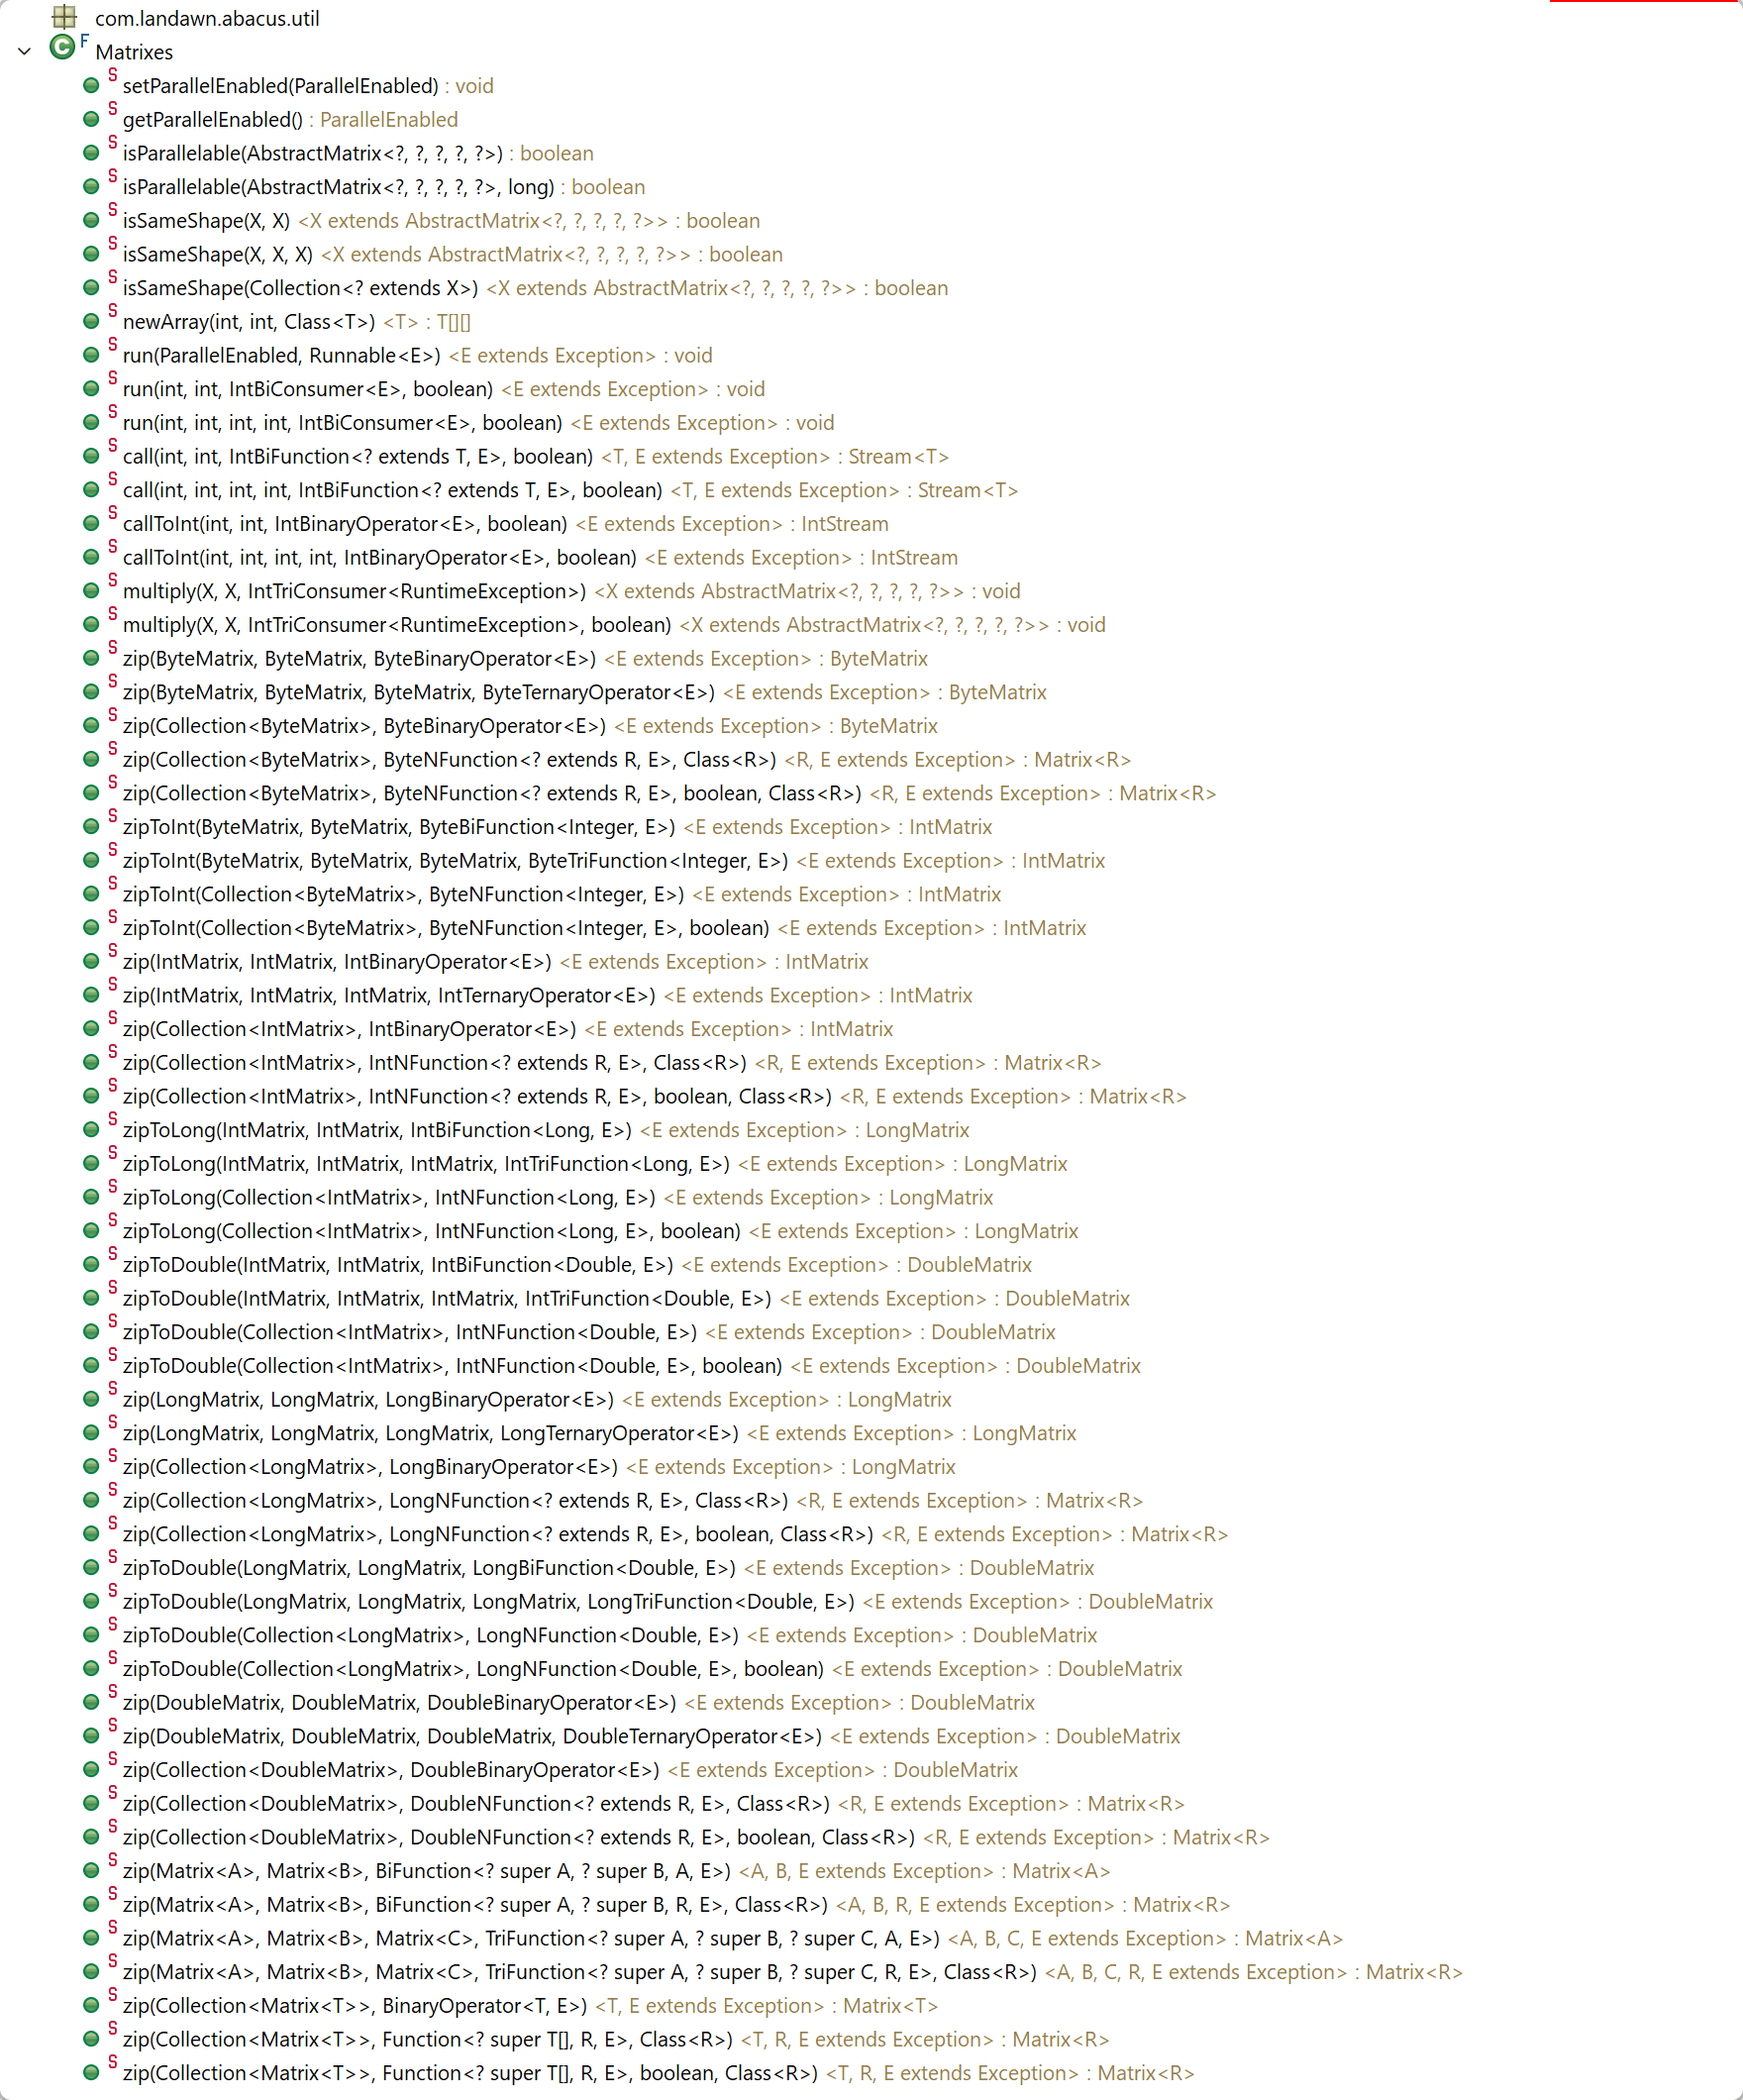 com.landawn.abacus.util
F
Matrixes
S setParallelEnabled(ParallelEnabled) : void
S getParallelEnabled() : ParallelEnabled
S isParallelable(AbstractMatrix<?, ?, ?, ?, ?>) : boolean
S isParallelable(AbstractMatrix<?, ?, ?, ?, ?>, long) : boolean
S isSameShape(X, X) <X extends AbstractMatrix<?, ?, ?, ?, ?>> : boolean
S isSameShape(X, X, X) <X extends AbstractMatrix<?, ?, ?, ?, ?>> : boolean
S isSameShape(Collection<? extends X>) <X extends AbstractMatrix<?, ?, ?, ?, ?>> : boolean
S newArray(int, int, Class<T>) <T> : T[][]
S run(ParallelEnabled, Runnable<E>) <E extends Exception> : void
S run(int, int, IntBiConsumer<E>, boolean) <E extends Exception> : void
S run(int, int, int, int, IntBiConsumer<E>, boolean) <E extends Exception> : void
S call(int, int, IntBiFunction<? extends T, E>, boolean) <T, E extends Exception> : Stream<T>
S call(int, int, int, int, IntBiFunction<? extends T, E>, boolean) <T, E extends Exception> : Stream<T>
S callToInt(int, int, IntBinaryOperator<E>, boolean) <E extends Exception> : IntStream
S callToInt(int, int, int, int, IntBinaryOperator<E>, boolean) <E extends Exception> : IntStream
S multiply(X, X, IntTriConsumer<RuntimeException>) <X extends AbstractMatrix<?, ?, ?, ?, ?>> : void
S multiply(X, X, IntTriConsumer<RuntimeException>, boolean) <X extends AbstractMatrix<?, ?, ?, ?, ?>> : void
S zip(ByteMatrix, ByteMatrix, ByteBinaryOperator<E>) <E extends Exception> : ByteMatrix
S zip(ByteMatrix, ByteMatrix, ByteMatrix, ByteTernaryOperator<E>) <E extends Exception> : ByteMatrix
S zip(Collection<ByteMatrix>, ByteBinaryOperator<E>) <E extends Exception> : ByteMatrix
S zip(Collection<ByteMatrix>, ByteNFunction<? extends R, E>, Class<R>) <R, E extends Exception> : Matrix<R>
S zip(Collection<ByteMatrix>, ByteNFunction<? extends R, E>, boolean, Class<R>) <R, E extends Exception> : Matrix<R>
S zipToInt(ByteMatrix, ByteMatrix, ByteBiFunction<Integer, E>) <E extends Exception> : IntMatrix
S zipToInt(ByteMatrix, ByteMatrix, ByteMatrix, ByteTriFunction<Integer, E>) <E extends Exception> : IntMatrix
S zipToInt(Collection<ByteMatrix>, ByteNFunction<Integer, E>) <E extends Exception> : IntMatrix
S zipToInt(Collection<ByteMatrix>, ByteNFunction<Integer, E>, boolean) <E extends Exception> : IntMatrix
S zip(IntMatrix, IntMatrix, IntBinaryOperator<E>) <E extends Exception> : IntMatrix
S zip(IntMatrix, IntMatrix, IntMatrix, IntTernaryOperator<E>) <E extends Exception> : IntMatrix
S zip(Collection<IntMatrix>, IntBinaryOperator<E>) <E extends Exception> : IntMatrix
S zip(Collection<IntMatrix>, IntNFunction<? extends R, E>, Class<R>) <R, E extends Exception> : Matrix<R>
S zip(Collection<IntMatrix>, IntNFunction<? extends R, E>, boolean, Class<R>) <R, E extends Exception> : Matrix<R>
S zipToLong(IntMatrix, IntMatrix, IntBiFunction<Long, E>) <E extends Exception> : LongMatrix
S zipToLong(IntMatrix, IntMatrix, IntMatrix, IntTriFunction<Long, E>) <E extends Exception> : LongMatrix
S zipToLong(Collection<IntMatrix>, IntNFunction<Long, E>) <E extends Exception> : LongMatrix
S zipToLong(Collection<IntMatrix>, IntNFunction<Long, E>, boolean) <E extends Exception> : LongMatrix
S zipToDouble(IntMatrix, IntMatrix, IntBiFunction<Double, E>) <E extends Exception> : DoubleMatrix
S zipToDouble(IntMatrix, IntMatrix, IntMatrix, IntTriFunction<Double, E>) <E extends Exception> : DoubleMatrix
S zipToDouble(Collection<IntMatrix>, IntNFunction<Double, E>) <E extends Exception> : DoubleMatrix
S zipToDouble(Collection<IntMatrix>, IntNFunction<Double, E>, boolean) <E extends Exception> : DoubleMatrix
S zip(LongMatrix, LongMatrix, LongBinaryOperator<E>) <E extends Exception> : LongMatrix
S zip(LongMatrix, LongMatrix, LongMatrix, LongTernaryOperator<E>) <E extends Exception> : LongMatrix
S zip(Collection<LongMatrix>, LongBinaryOperator<E>) <E extends Exception> : LongMatrix
S zip(Collection<LongMatrix>, LongNFunction<? extends R, E>, Class<R>) <R, E extends Exception> : Matrix<R>
S zip(Collection<LongMatrix>, LongNFunction<? extends R, E>, boolean, Class<R>) <R, E extends Exception> : Matrix<R>
S zipToDouble(LongMatrix, LongMatrix, LongBiFunction<Double, E>) <E extends Exception> : DoubleMatrix
S zipToDouble(LongMatrix, LongMatrix, LongMatrix, LongTriFunction<Double, E>) <E extends Exception> : DoubleMatrix
S zipToDouble(Collection<LongMatrix>, LongNFunction<Double, E>) <E extends Exception> : DoubleMatrix
S zipToDouble(Collection<LongMatrix>, LongNFunction<Double, E>, boolean) <E extends Exception> : DoubleMatrix
S zip(DoubleMatrix, DoubleMatrix, DoubleBinaryOperator<E>) <E extends Exception> : DoubleMatrix
S zip(DoubleMatrix, DoubleMatrix, DoubleMatrix, DoubleTernaryOperator<E>) <E extends Exception> : DoubleMatrix
S zip(Collection<DoubleMatrix>, DoubleBinaryOperator<E>) <E extends Exception> : DoubleMatrix
S zip(Collection<DoubleMatrix>, DoubleNFunction<? extends R, E>, Class<R>) <R, E extends Exception> : Matrix<R>
S zip(Collection<DoubleMatrix>, DoubleNFunction<? extends R, E>, boolean, Class<R>) <R, E extends Exception> : Matrix<R>
S zip(Matrix<A>, Matrix<B>, BiFunction<? super A, ? super B, A, E>) <A, B, E extends Exception> : Matrix<A>
S zip(Matrix<A>, Matrix<B>, BiFunction<? super A, ? super B, R, E>, Class<R>) <A, B, R, E extends Exception> : Matrix<R>
S zip(Matrix<A>, Matrix<B>, Matrix<C>, TriFunction<? super A, ? super B, ? super C, A, E>) <A, B, C, E extends Exception> : Matrix<A>
S zip(Matrix<A>, Matrix<B>, Matrix<C>, TriFunction<? super A, ? super B, ? super C, R, E>, Class<R>) <A, B, C, R, E extends Exception> : Matrix<R>
S zip(Collection<Matrix<T>>, BinaryOperator<T, E>) <T, E extends Exception> : Matrix<T>
S zip(Collection<Matrix<T>>, Function<? super T[], R, E>, Class<R>) <T, R, E extends Exception> : Matrix<R>
S zip(Collection<Matrix<T>>, Function<? super T[], R, E>, boolean, Class<R>) <T, R, E extends Exception> : Matrix<R>